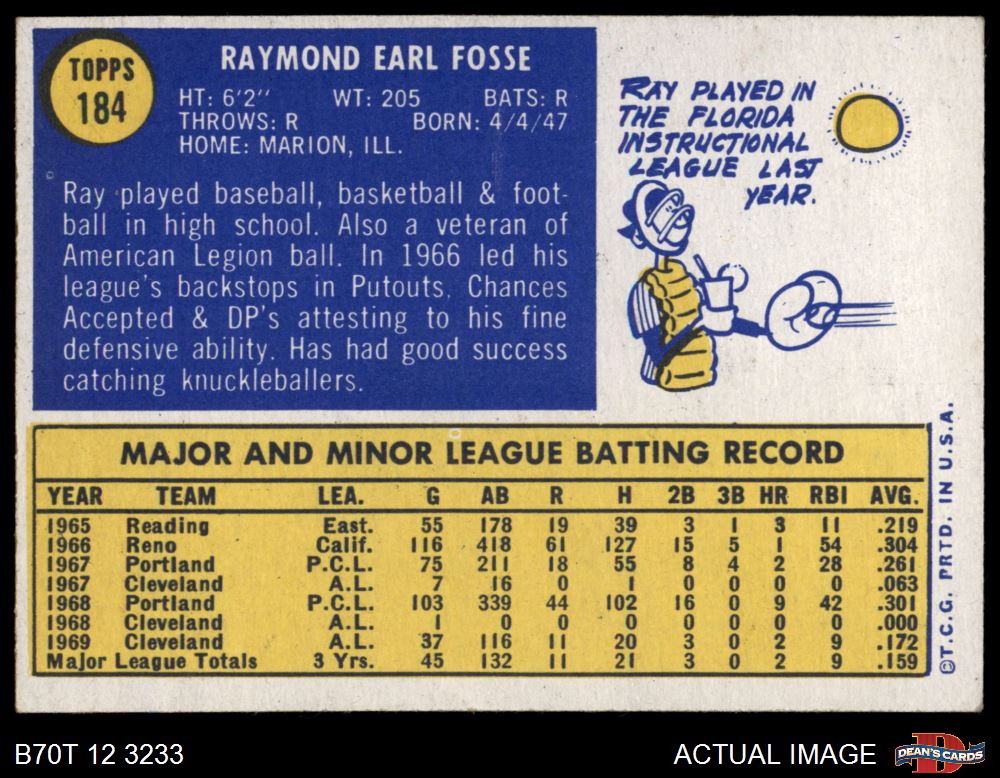 TOPPS
184
RAYMOND EARL FOSSE
HT: 6'2" WT: 205 BATS: R
THROWS: R BORN: 4/4/47
HOME: MARION, ILL.
Ray played baseball, basketball & foot-
ball in high school. Also a veteran of
American Legion ball. In 1966 led his
league's backstops in Putouts, Chances
Accepted & DP's attesting to his fine
defensive ability. Has had good success
catching knuckleballers.
RAY PLAYED IN
THE FLORIDA
INSTRUCTIONAL
LEAGUE LAST
YEAR.
MAJOR AND MINOR LEAGUE BATTING RECORD
YEAR TEAM LEA. G AB R H 2B 3B HR RBI AVG.
1965 Reading East. 55 178 19 39 3 1 3 11 .219
1966 Reno Calif. 116 418 61 127 15 5 1 54 .304
1967 Portland P.C.L. 75 211 18 55 8 4 2 28 .261
1967 Cleveland A.L. 7 16 0 1 0 0 0 0 .063
1968 Portland P.C.L. 103 339 44 102 16 0 9 42 .301
1968 Cleveland A.L. 1 0 0 0 0 0 0 0 .000
1969 Cleveland A.L. 37 116 11 20 3 0 2 9 .172
Major League Totals 3 Yrs. 45 132 11 21 3 0 2 9 .159
©T.C.G. PRTD. IN U.S.A.
B70T 12 3233
ACTUAL IMAGE
DEAN'S CARDS